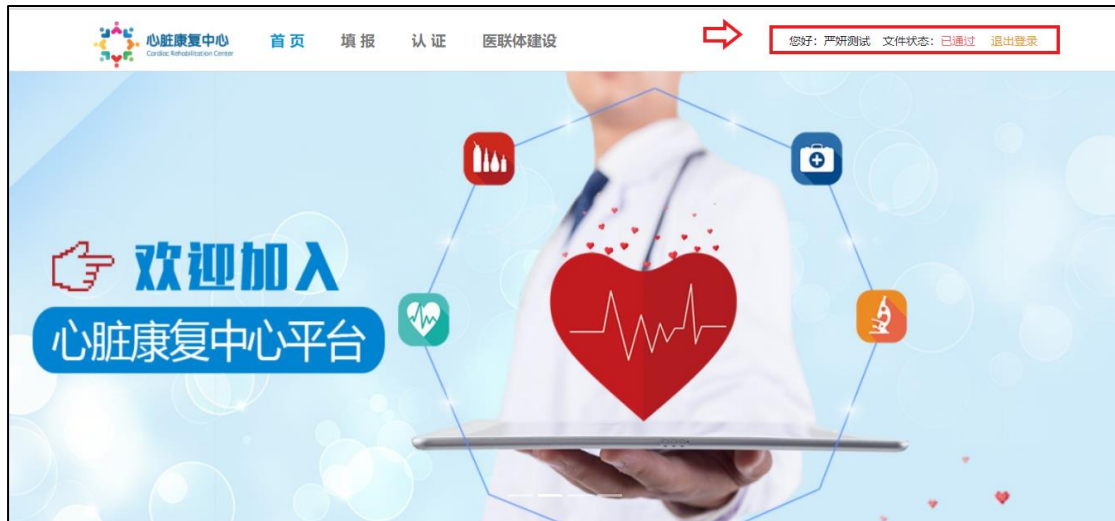 心脏康复中心
Cardiac Rehabilitation Center
首页 填报 认证 医联体建设
您好：严妍测试 文件状态：已通过 退出登录
欢迎加入
心脏康复中心平台